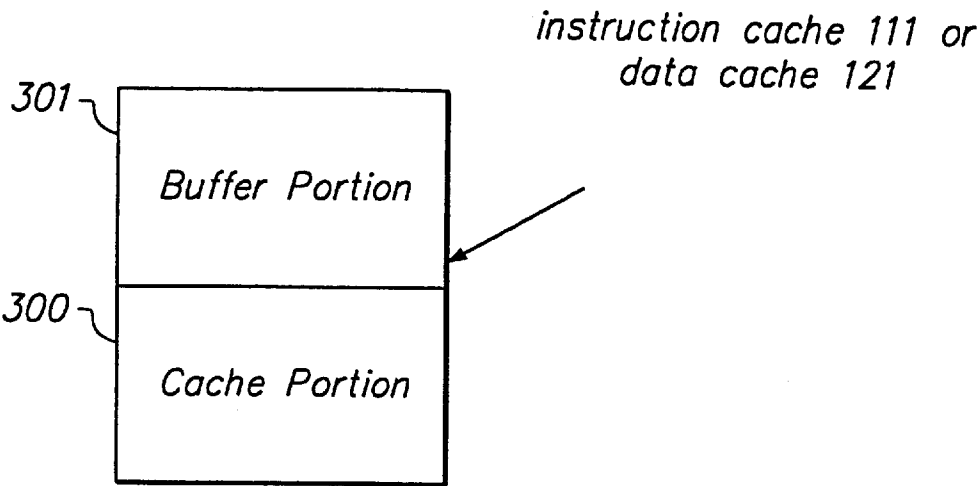 instruction cache 111 or
data cache 121
301
Buffer Portion
300
Cache Portion